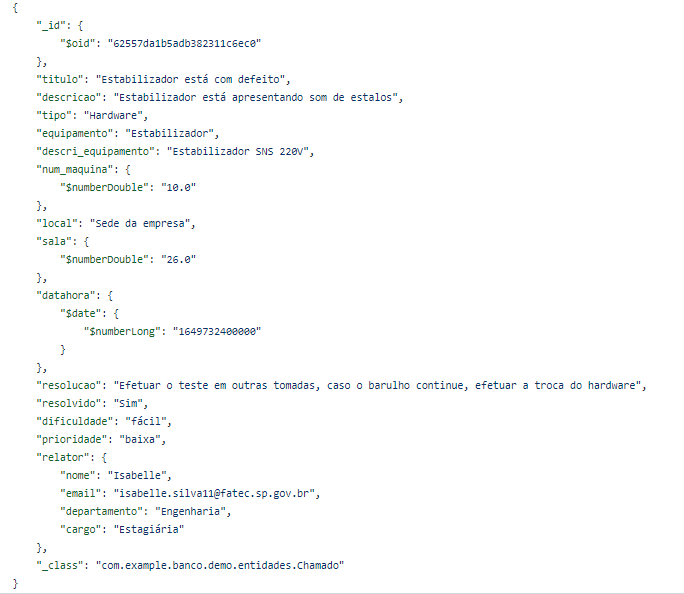 {
    "_id": {
        "$oid": "62557da1b5adb382311c6ec0"
    },
    "titulo": "Estabilizador está com defeito",
    "descricao": "Estabilizador está apresentando som de estalos",
    "tipo": "Hardware",
    "equipamento": "Estabilizador",
    "descri_equipamento": "Estabilizador SNS 220V",
    "num_maquina": {
        "$numberDouble": "10.0"
    },
    "local": "Sede da empresa",
    "sala": {
        "$numberDouble": "26.0"
    },
    "datahora": {
        "$date": {
            "$numberLong": "1649732400000"
        }
    },
    "resolucao": "Efetuar o teste em outras tomadas, caso o barulho continue, efetuar a troca do hardware",
    "resolvido": "Sim",
    "dificuldade": "fácil",
    "prioridade": "baixa",
    "relator": {
        "nome": "Isabelle",
        "email": "isabelle.silva11@fatec.sp.gov.br",
        "departamento": "Engenharia",
        "cargo": "Estagiária"
    },
    "_class": "com.example.banco.demo.entidades.Chamado"
}